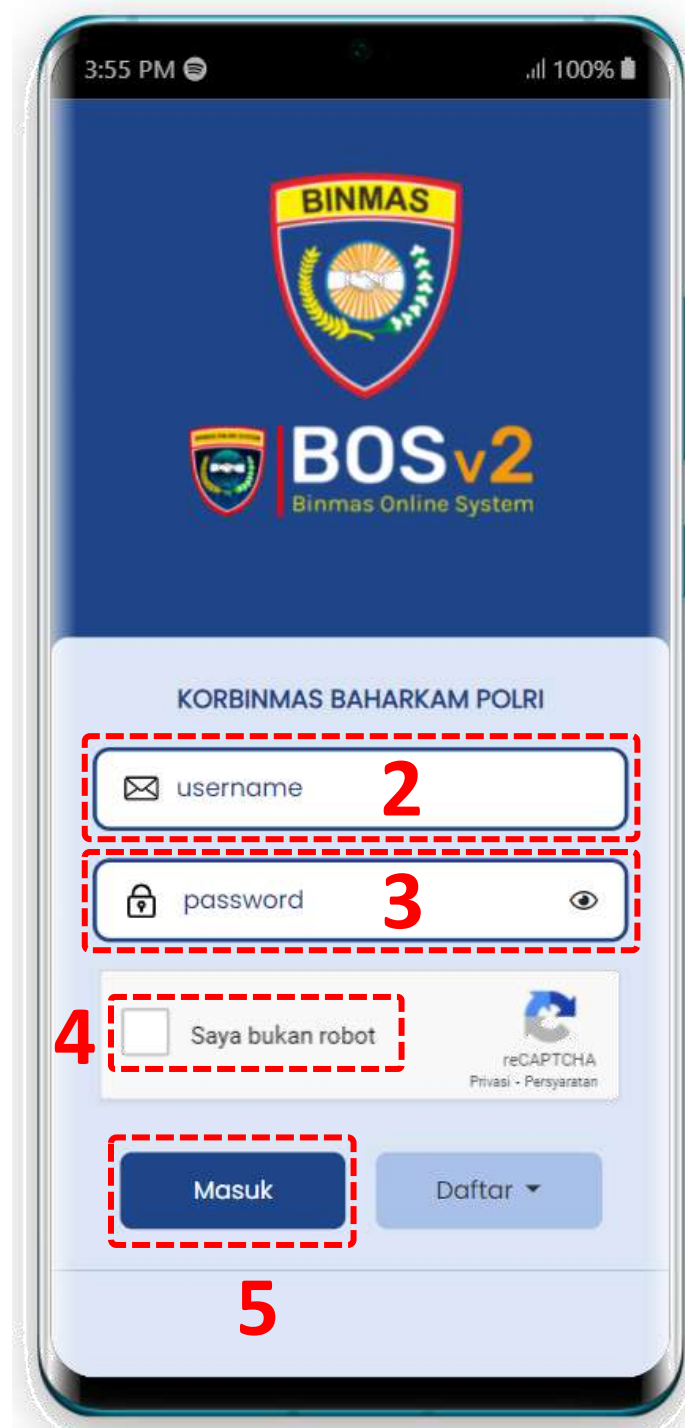 3:55 PM 100%
BINMAS
BOSv2
Binmas Online System
KORBINMAS BAHARKAM POLRI
username 2
password 3
4 Saya bukan robot
reCAPTCHA
Privasi - Persyaratan
Masuk Daftar
5